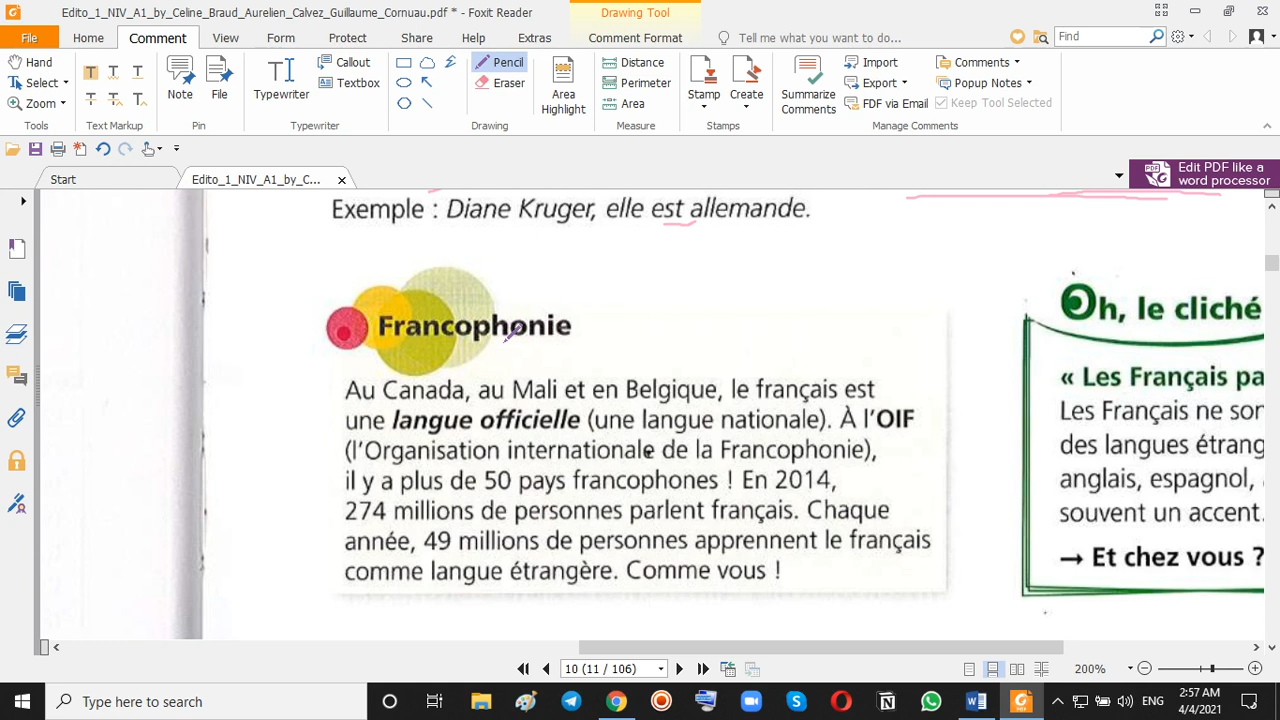 Edito_1_NIV_A1_by_Celine_Braud_Aurelien_Calvez_Guillaume_Cornuau.pdf * - Foxit Reader
Drawing Tool
File Home Comment View Form Protect Share Help Extras Comment Format Tell me what you want to do.. Find
Hand
Select
Zoom
Tools
Text Markup
Note
File
Pin
Typewriter
Callout
Textbox
Typewriter
Pencil
Eraser
Drawing
Area
Highlight
Distance
Perimeter
Area
Measure
Stamp
Create
Stamps
Summarize
Comments
Import
Export
FDF via Email
Comments
Popup Notes
Keep Tool Selected
Manage Comments
Start
Edito_1_NIV_A1_by_C...
Edit PDF like a
word processor
Exemple : Diane Kruger, elle est allemande.
Francophonie
Au Canada, au Mali et en Belgique, le français est
une langue officielle (une langue nationale). À l'OIF
(l'Organisation internationale de la Francophonie),
il y a plus de 50 pays francophones ! En 2014,
274 millions de personnes parlent français. Chaque
année, 49 millions de personnes apprennent le français
comme langue étrangère. Comme vous !
Oh, le cliché
« Les Français pa
Les Français ne son
des langues étrang
anglais, espagnol,
souvent un accent.
→ Et chez vous ?
10 (11 / 106)
200%
Type here to search
ENG
2:57 AM
4/4/2021